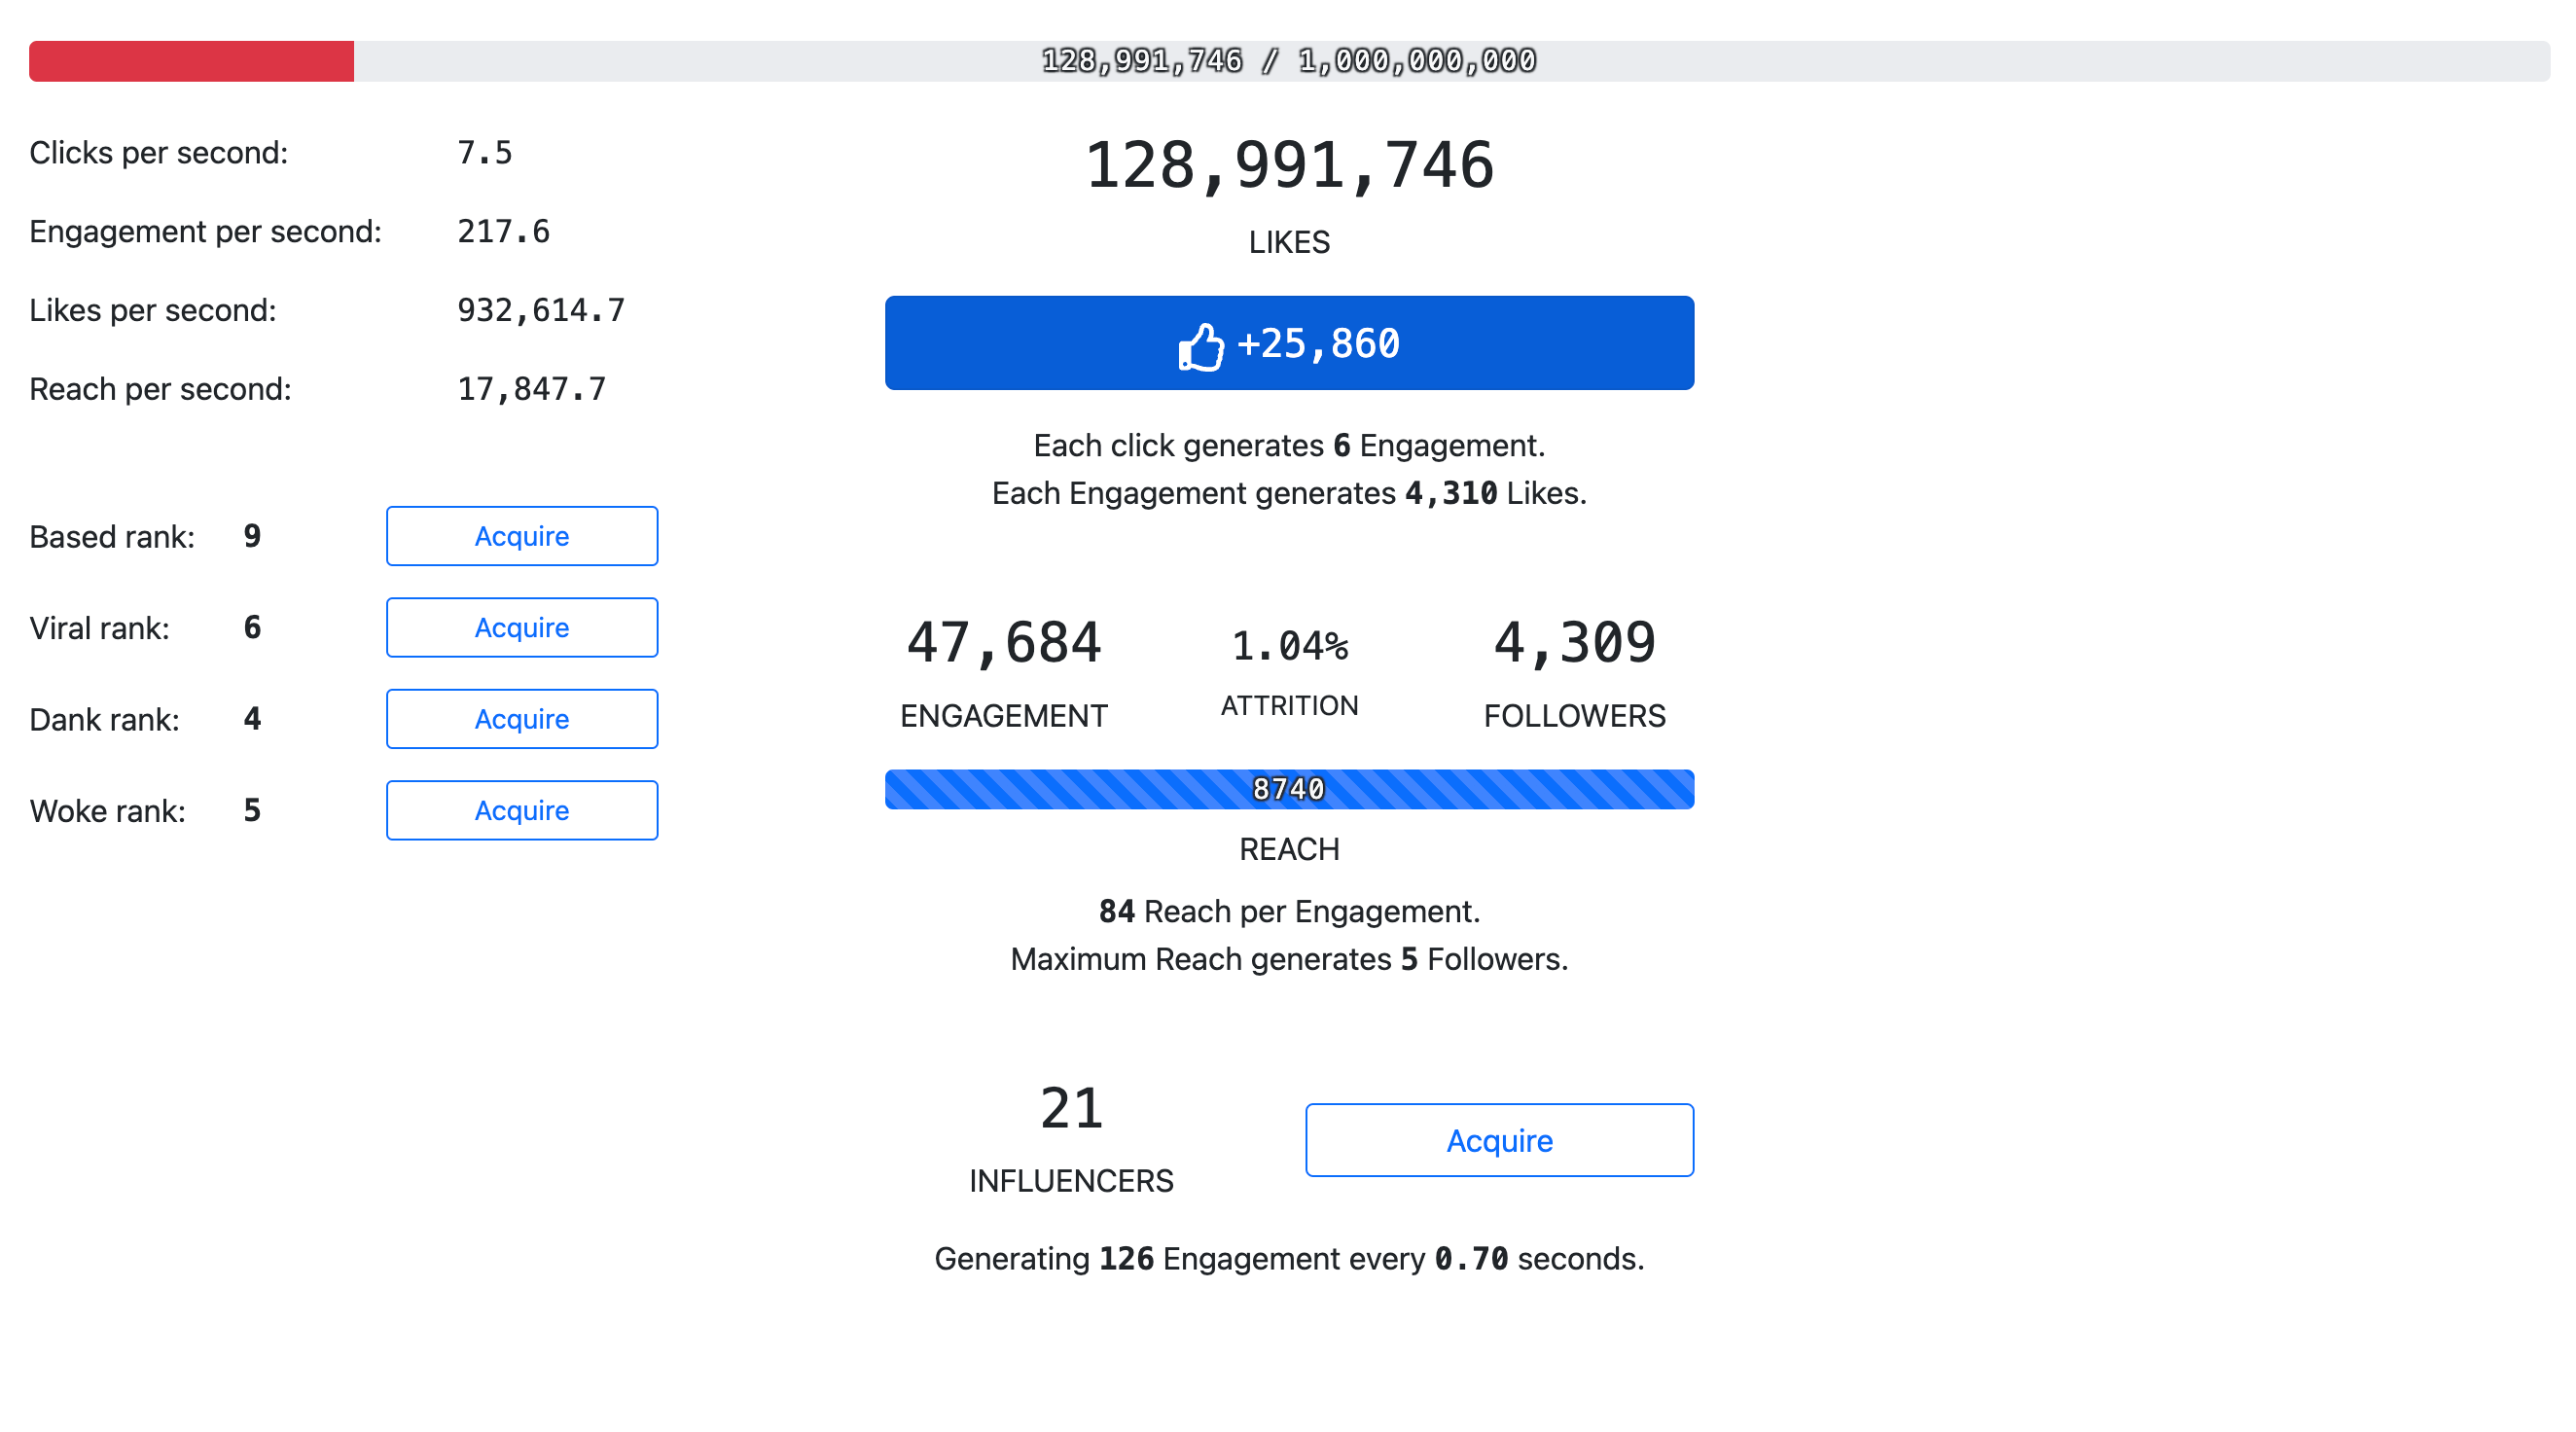 128,991,746 / 1,000,000,000
Clicks per second: 7.5
Engagement per second: 217.6
Likes per second: 932,614.7
Reach per second: 17,847.7
Based rank: 9 Acquire
Viral rank: 6 Acquire
Dank rank: 4 Acquire
Woke rank: 5 Acquire
128,991,746
LIKES
+25,860
Each click generates 6 Engagement.
Each Engagement generates 4,310 Likes.
47,684 1.04% 4,309
ENGAGEMENT ATTRITION FOLLOWERS
8740
REACH
84 Reach per Engagement.
Maximum Reach generates 5 Followers.
21
INFLUENCERS
Acquire
Generating 126 Engagement every 0.70 seconds.